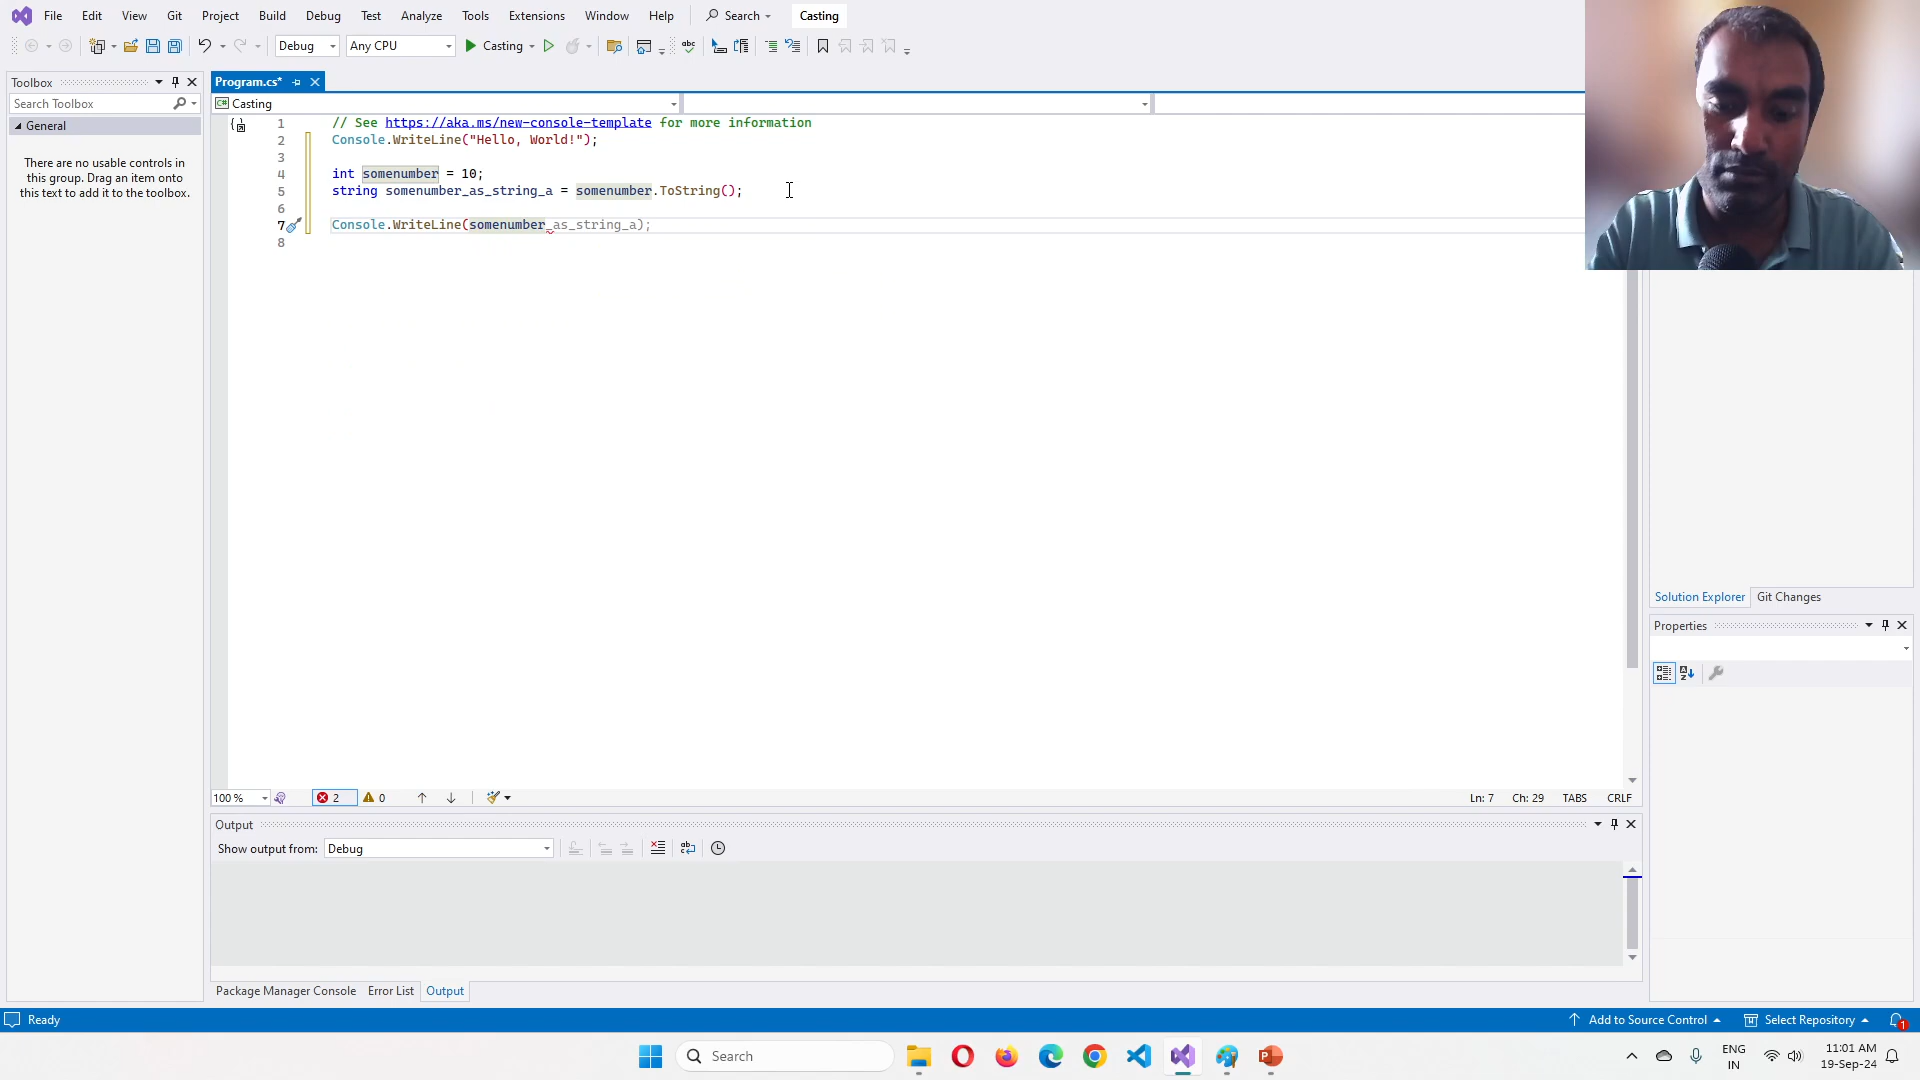 File Edit View Git Project Build Debug Test Analyze Tools Extensions Window Help Search Casting
Debug Any CPU Casting
Toolbox
Search Toolbox
General
There are no usable controls in
this group. Drag an item onto
this text to add it to the toolbox.
Program.cs*
C# Casting
1 // See https://aka.ms/new-console-template for more information
2 Console.WriteLine("Hello, World!");
3
4 int somenumber = 10;
5 string somenumber_as_string_a = somenumber.ToString();
6
7 Console.WriteLine(somenumber_as_string_a);
8
Solution Explorer Git Changes
Properties
100 % 2 0 Ln: 7 Ch: 29 TABS CRLF
Output
Show output from: Debug
Package Manager Console Error List Output
Ready Add to Source Control Select Repository 1
Search
ENG
IN
11:01 AM
19-Sep-24